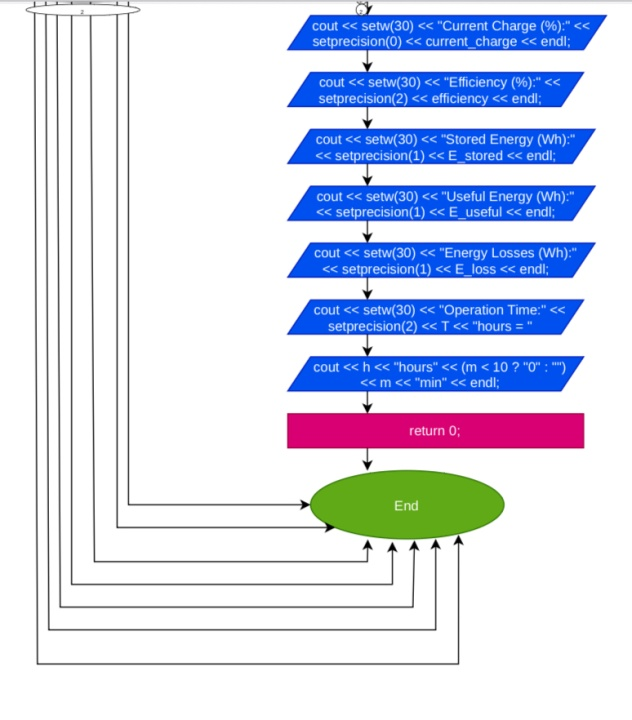 cout << setw(30) << "Current Charge (%):" <<
setprecision(0) << current_charge << endl;
cout << setw(30) << "Efficiency (%):" <<
setprecision(2) << efficiency << endl;
cout << setw(30) << "Stored Energy (Wh):"
<< setprecision(1) << E_stored << endl;
cout << setw(30) << "Useful Energy (Wh):"
<< setprecision(1) << E_useful << endl;
cout << setw(30) << "Energy Losses (Wh):"
<< setprecision(1) << E_loss << endl;
cout << setw(30) << "Operation Time:" <<
setprecision(2) << T << "hours = "
cout << h << "hours" << (m < 10 ? "0" : "")
<< m << "min" << endl;
return 0;
End